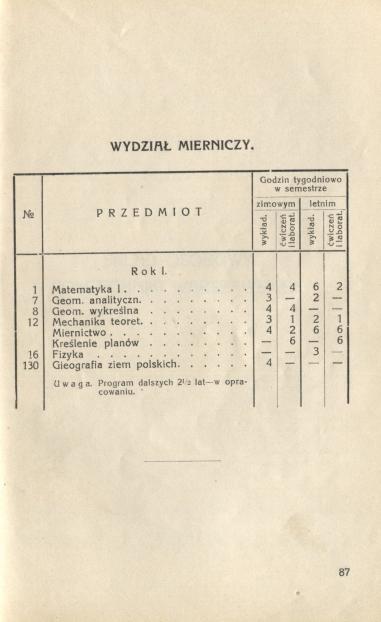 WYDZIAŁ MIERNICZY.
№ PRZEDMIOT Godzin tygodniowo w semestrze
zimowym letnim
wykład. ćwiczeń i laborat. wykład. ćwiczeń i laborat.
Rok I.
1 Matematyka I . . . . . . . . . . 4 4 6 2
7 Geom. analityczn. . . . . . . . . 3 — 2 —
8 Geom. wykreślna . . . . . . . . 4 4 — —
12 Mechanika teoret. . . . . . . . . 3 1 2 1
Miernictwo . . . . . . . . . . . 4 2 6 6
Kreślenie planów . . . . . . . . — 6 — 6
16 Fizyka . . . . . . . . . . . . — — 3
130 Gieografia ziem polskich. . . . . . 4 — — —
Uwaga. Program dalszych 2½ lat—w opra-
cowaniu.
87